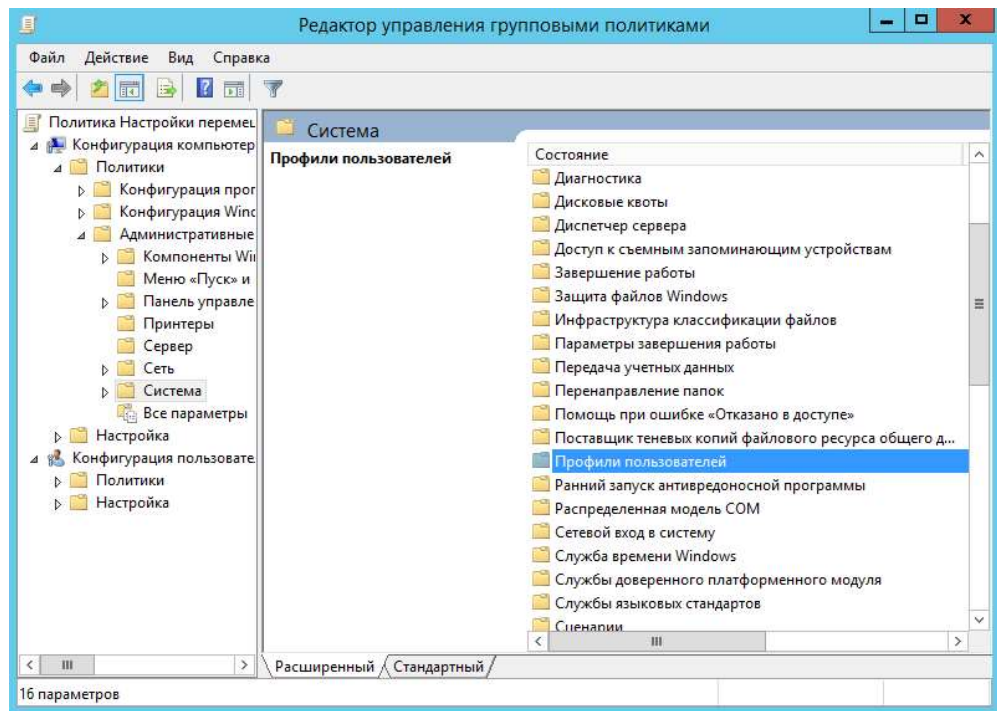 Редактор управления групповыми политиками
Файл Действие Вид Справка
Политика Настройки перемещ
Конфигурация компьютер
Политики
Конфигурация прог
Конфигурация Winc
Административные
Компоненты Wi
Меню «Пуск» и
Панель управле
Принтеры
Сервер
Сеть
Система
Все параметры
Настройка
Конфигурация пользовате
Политики
Настройка
Система
Профили пользователей
Состояние
Диагностика
Дисковые квоты
Диспетчер сервера
Доступ к съемным запоминающим устройствам
Завершение работы
Защита файлов Windows
Инфраструктура классификации файлов
Параметры завершения работы
Передача учетных данных
Перенаправление папок
Помощь при ошибке «Отказано в доступе»
Поставщик теневых копий файлового ресурса общего д...
Профили пользователей
Ранний запуск антивредоносной программы
Распределенная модель COM
Сетевой вход в систему
Служба времени Windows
Службы доверенного платформенного модуля
Службы языковых стандартов
Сценарии
Расширенный Стандартный
16 параметров